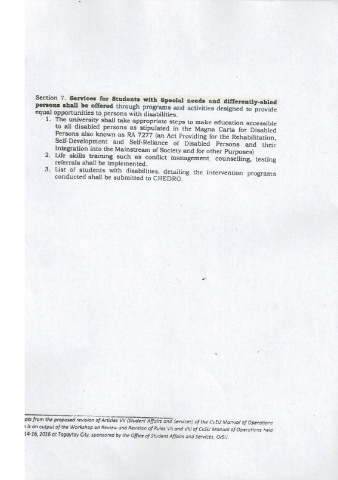 Section 7. Services for Students with Special needs and differently-abled
persons shall be offered through programs and activities designed to provide
equal opportunities to persons with disabilities.
1. The university shall take appropriate steps to make education accessible
to all disabled persons as stipulated in the Magna Carta for Disabled
Persons also known as RA 7277 (an Act Providing for the Rehabilitation,
Self-Development and Self-Reliance of Disabled Persons and their
Integration into the Mainstream of Society and for other Purposes)
2. Life skills training such as conflict management, counselling, testing
referrals shall be implemented.
3. List of students with disabilities, detailing the intervention programs
conducted shall be submitted to CHEDRO.
pts from the proposed revision of Articles VII (Student Affairs and Services) of the CvSU Manual of Operations
is an output of the Workshop on Review and Revision of Rules VII and VIII of CvSU Manual of Operations held
14-16, 2016 at Tagaytay City, sponsored by the Office of Student Affairs and Services, CvSU.